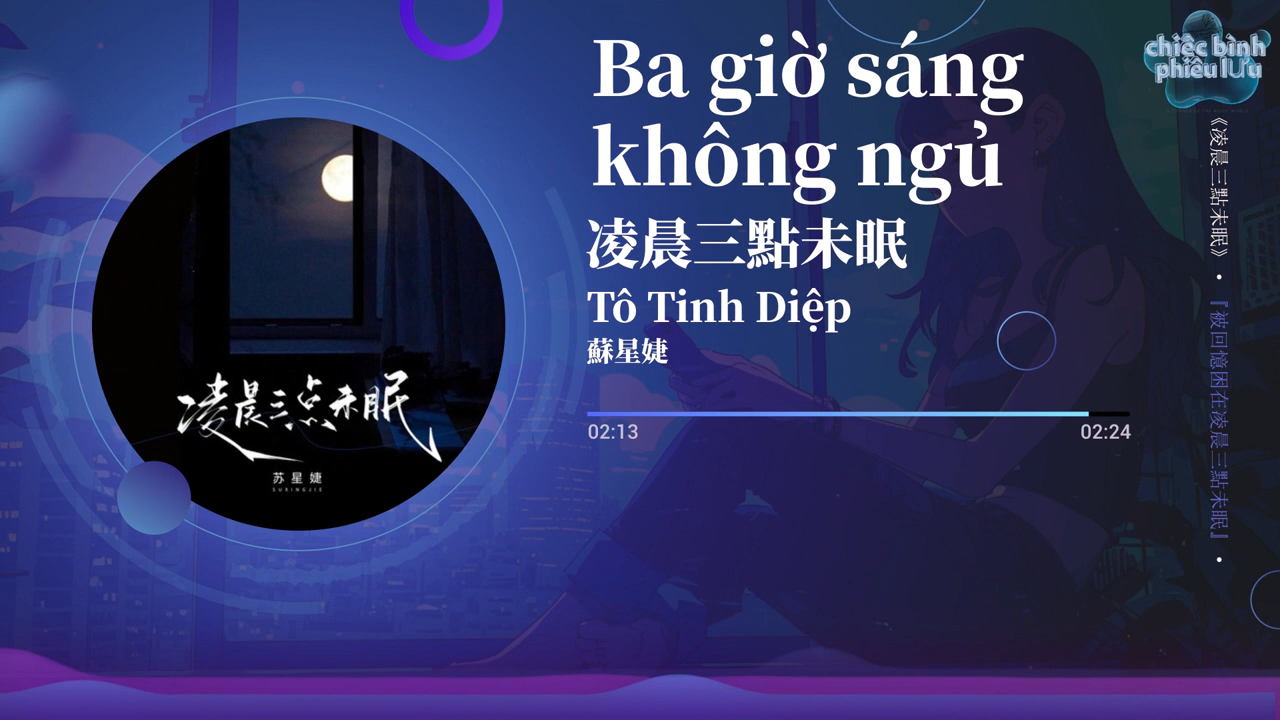 Ba giờ sáng
không ngủ
凌晨三點未眠
Tô Tinh Diệp
蘇星婕
02:13
02:24
凌晨三点未眠
苏星婕
SUXINGJIE
chiếc bình
phiêu lưu
《凌晨三點未眠》 • 『被回憶困在凌晨三點未眠』 •